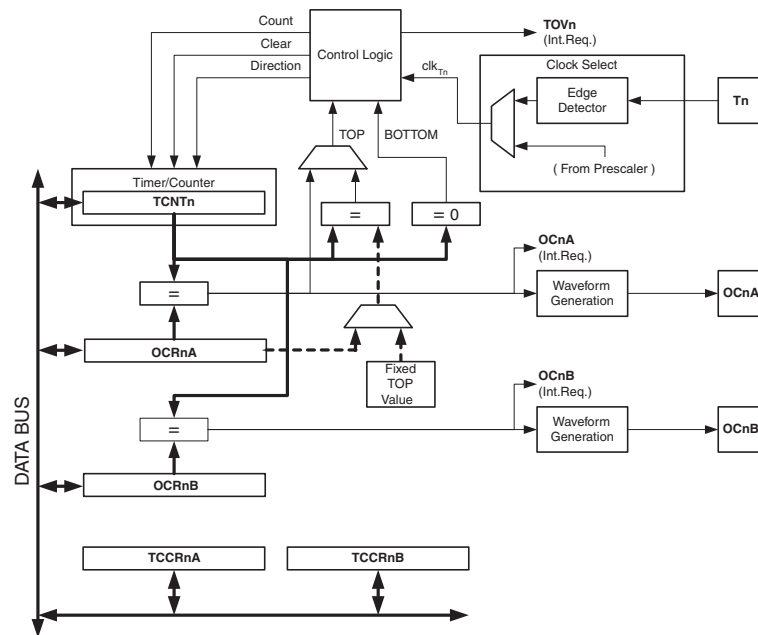 Count
Clear
Direction
Control Logic
TOVn
(Int.Req.)
clkTn
Clock Select
Edge
Detector
Tn
( From Prescaler )
TOP
BOTTOM
Timer/Counter
TCNTn
=
= 0
=
OCnA
(Int.Req.)
Waveform
Generation
OCnA
OCRnA
Fixed
TOP
Value
=
OCnB
(Int.Req.)
Waveform
Generation
OCnB
OCRnB
DATA BUS
TCCRnA
TCCRnB